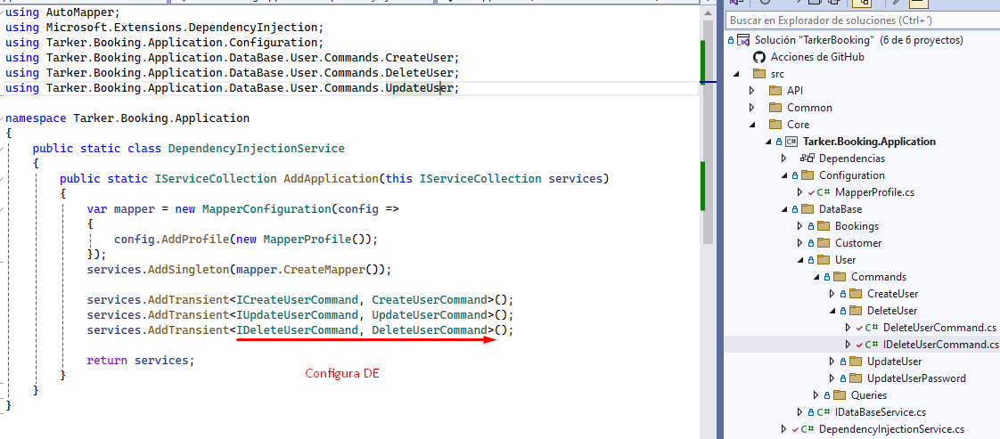 using AutoMapper;
using Microsoft.Extensions.DependencyInjection;
using Tarker.Booking.Application.Configuration;
using Tarker.Booking.Application.DataBase.User.Commands.CreateUser;
using Tarker.Booking.Application.DataBase.User.Commands.DeleteUser;
using Tarker.Booking.Application.DataBase.User.Commands.UpdateUser;
namespace Tarker.Booking.Application
{
public static class DependencyInjectionService
{
public static IServiceCollection AddApplication(this IServiceCollection services)
{
var mapper = new MapperConfiguration(config =>
{
config.AddProfile(new MapperProfile());
});
services.AddSingleton(mapper.CreateMapper());
services.AddTransient<ICreateUserCommand, CreateUserCommand>();
services.AddTransient<IUpdateUserCommand, UpdateUserCommand>();
services.AddTransient<IDeleteUserCommand, DeleteUserCommand>();
return services;
Configura DE
}
}
}
Buscar en Explorador de soluciones (Ctrl+´)
Solución "TarkerBooking" (6 de 6 proyectos)
Acciones de GitHub
src
API
Common
Core
C# Tarker.Booking.Application
Dependencias
Configuration
C# MapperProfile.cs
DataBase
Bookings
Customer
User
Commands
CreateUser
DeleteUser
C# DeleteUserCommand.cs
C# IDeleteUserCommand.cs
UpdateUser
UpdateUserPassword
Queries
C# IDataBaseService.cs
C# DependencyInjectionService.cs